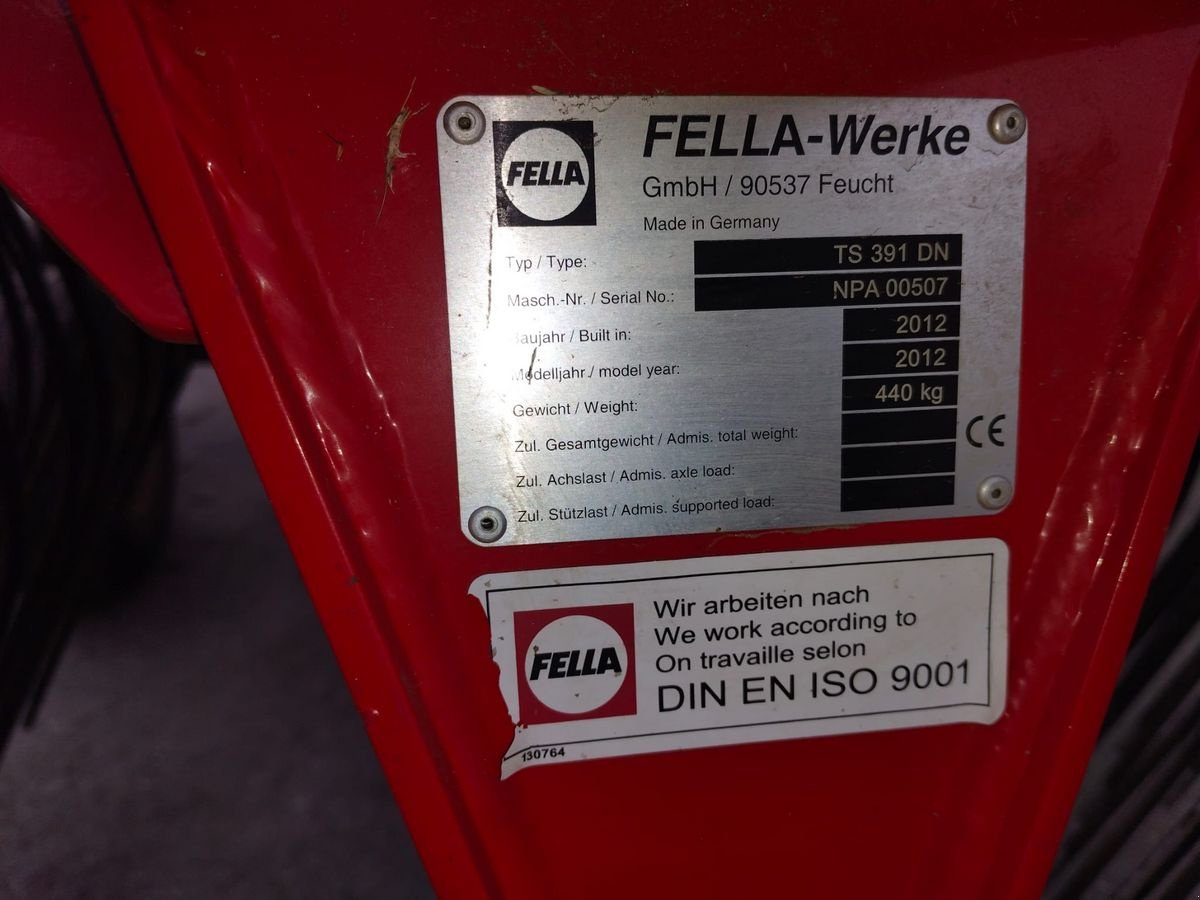 FELLA
FELLA-Werke
GmbH / 90537 Feucht
Made in Germany
Typ / Type: TS 391 DN
Masch.-Nr. / Serial No.: NPA 00507
Baujahr / Built in: 2012
Modelljahr / model year: 2012
Gewicht / Weight: 440 kg
Zul. Gesamtgewicht / Admis. total weight:
CE
Zul. Achslast / Admis. axle load:
Zul. Stützlast / Admis. supported load:
FELLA
Wir arbeiten nach
We work according to
On travaille selon
DIN EN ISO 9001
130764